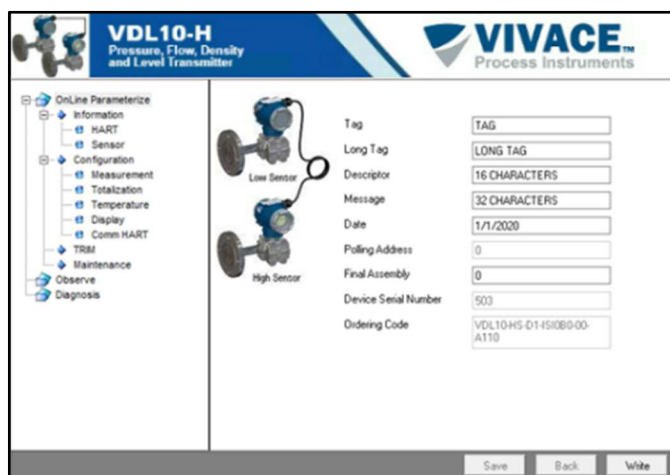 VDL10-H
Pressure, Flow, Density
and Level Transmitter
VIVACE™
Process Instruments
OnLine Parameterize
Information
HART
Sensor
Configuration
Measurement
Totalization
Temperature
Display
Comm HART
TRIM
Maintenance
Observe
Diagnosis
Low Sensor
High Sensor
Tag TAG
Long Tag LONG TAG
Descriptor 16 CHARACTERS
Message 32 CHARACTERS
Date 1/1/2020
Polling Address 0
Final Assembly 0
Device Serial Number 503
Ordering Code VDL10-HS-D1-ISI0B0-00-
A110
Save Back Write